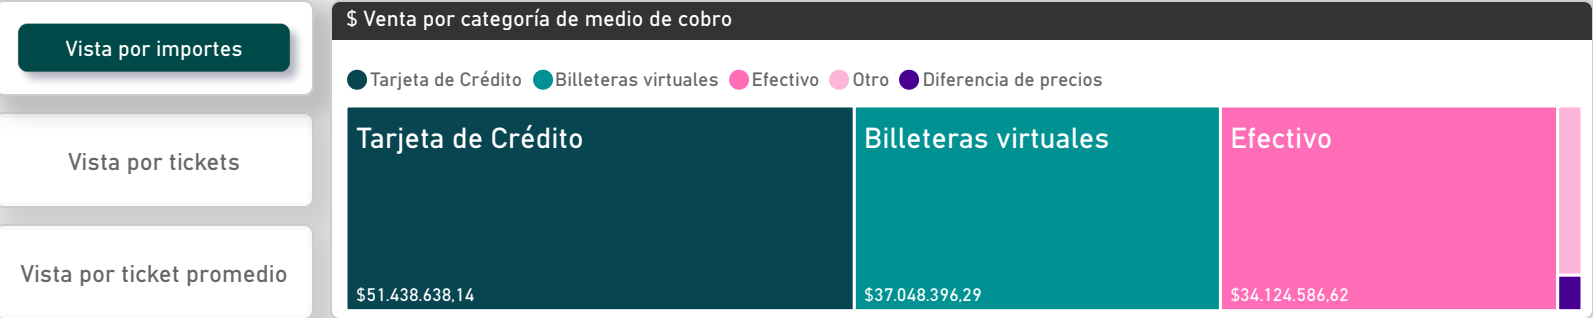 Vista por importes
Vista por tickets
Vista por ticket promedio
$ Venta por categoría de medio de cobro
Tarjeta de Crédito Billeteras virtuales Efectivo Otro Diferencia de precios
Tarjeta de Crédito
$51.438.638,14
Billeteras virtuales
$37.048.396,29
Efectivo
$34.124.586,62